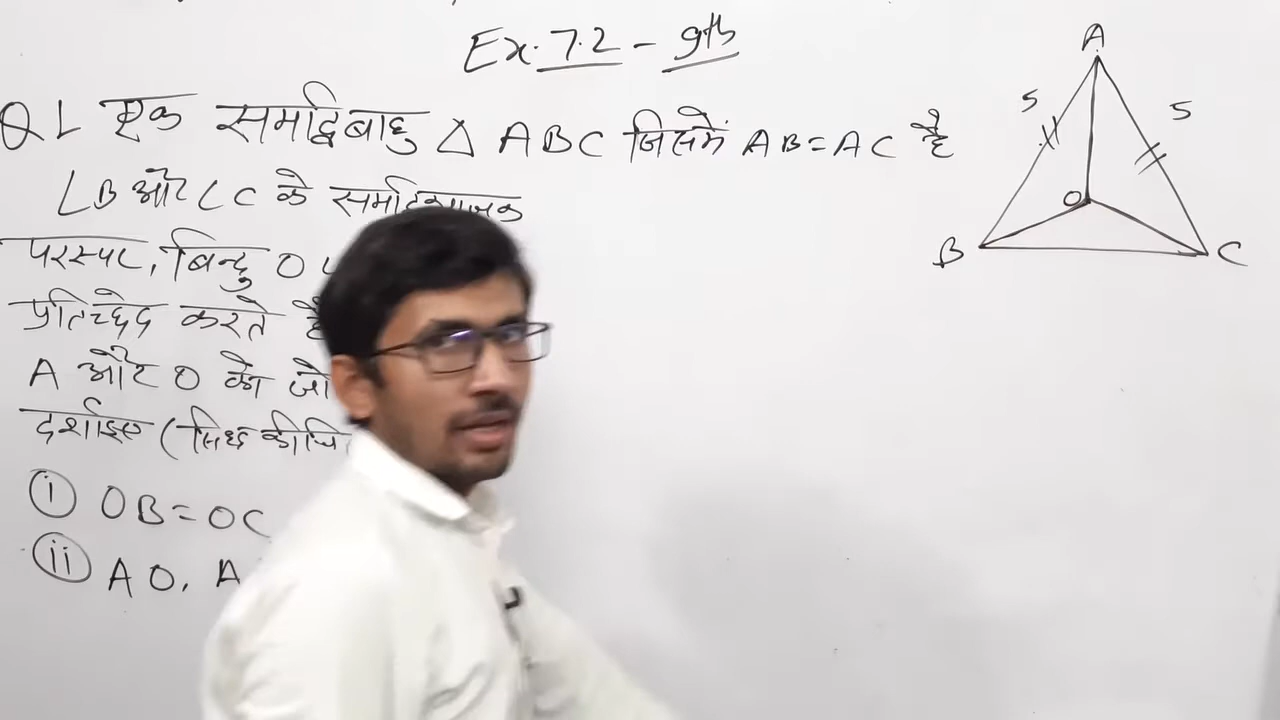 Ex. 7.2 - 9th
Q1 एक समद्विबाहु Δ ABC जिसमें AB=AC है
∠B और ∠C के समद्विभाजक
परस्पर, बिन्दु O
प्रतिच्छेद करते
A और O को
दर्शाइए (सिद्ध
i OB=OC
ii AO, A
A
5
5
O
B
C